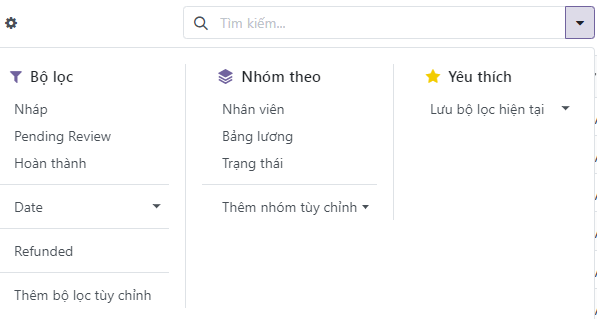 Tìm kiếm...
Bộ lọc
Nháp
Pending Review
Hoàn thành
Date
Refunded
Thêm bộ lọc tùy chỉnh
Nhóm theo
Nhân viên
Bảng lương
Trạng thái
Thêm nhóm tùy chỉnh
Yêu thích
Lưu bộ lọc hiện tại